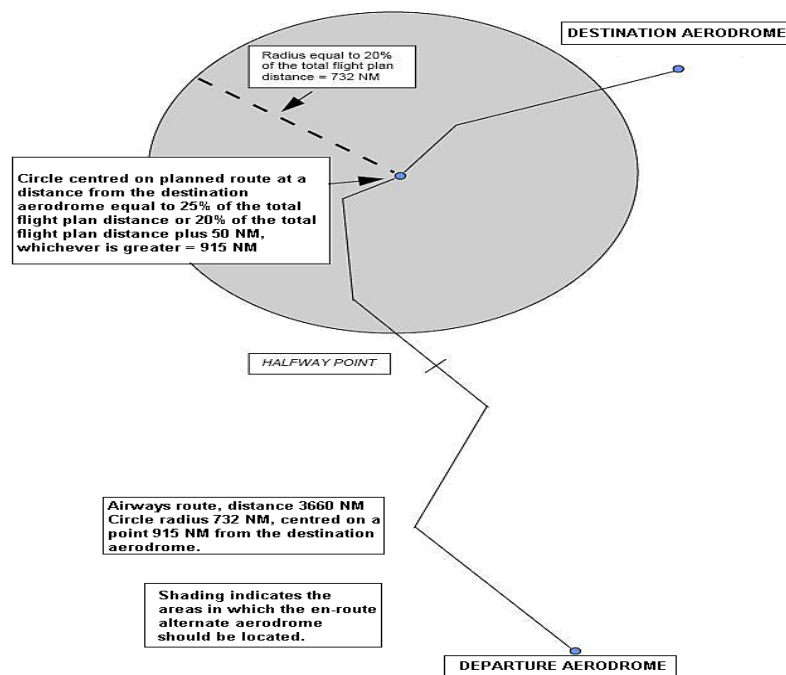 DESTINATION AERODROME
Radius equal to 20%
of the total flight plan
distance = 732 NM
Circle centred on planned route at a
distance from the destination
aerodrome equal to 25% of the total
flight plan distance or 20% of the total
flight plan distance plus 50 NM,
whichever is greater = 915 NM
HALFWAY POINT
Airways route, distance 3660 NM
Circle radius 732 NM, centred on a
point 915 NM from the destination
aerodrome.
Shading indicates the
areas in which the en-route
alternate aerodrome
should be located.
DEPARTURE AERODROME